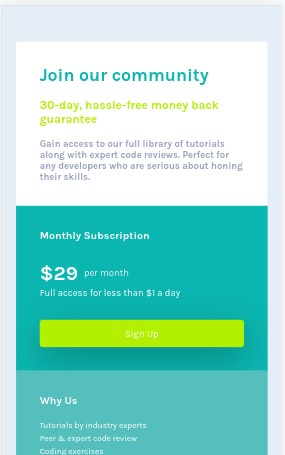 Join our community
30-day, hassle-free money back
guarantee
Gain access to our full library of tutorials
along with expert code reviews. Perfect for
any developers who are serious about honing
their skills.
Monthly Subscription
$29 per month
Full access for less than $1 a day
Sign Up
Why Us
Tutorials by industry experts
Peer & expert code review
Coding exercises